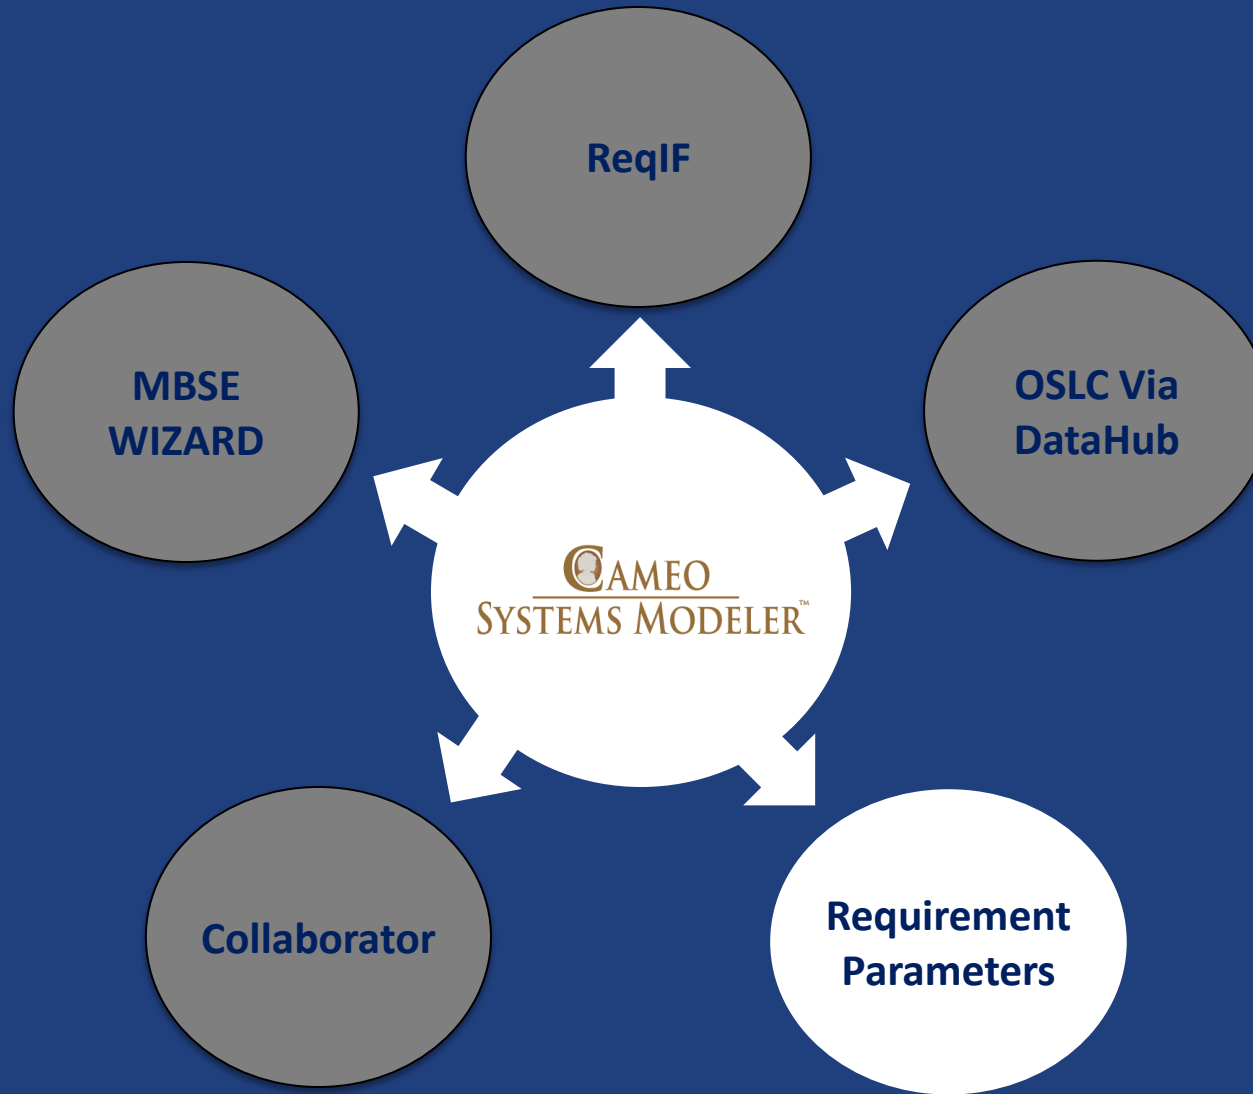 ReqIF
MBSE
WIZARD
OSLC Via
DataHub
CAMEO
SYSTEMS MODELER™
Collaborator
Requirement
Parameters